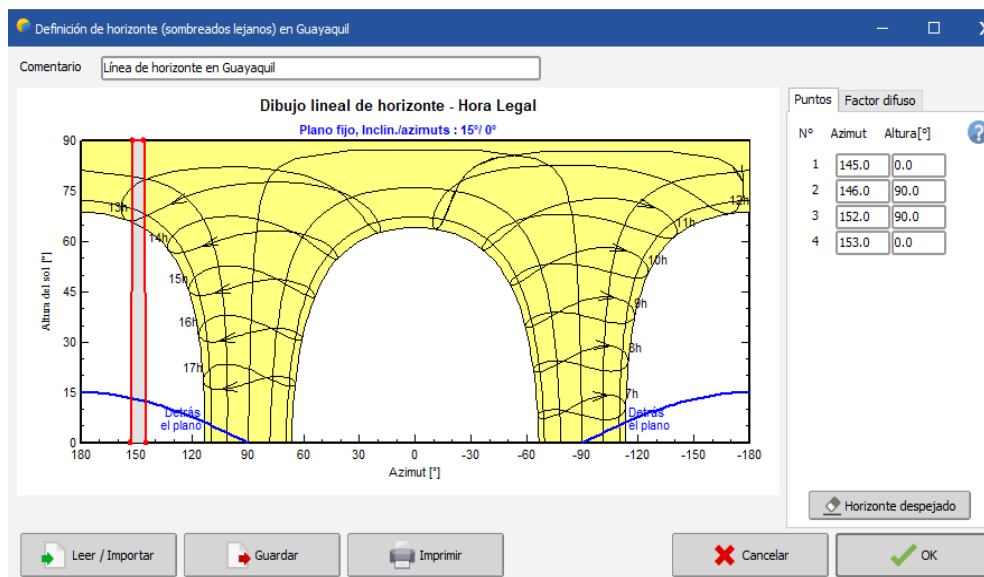 Definición de horizonte (sombreados lejanos) en Guayaquil
Comentario Línea de horizonte en Guayaquil
Dibujo lineal de horizonte - Hora Legal
Plano fijo, Inclin./azimuts : 15°/ 0°
Altura del sol [°]
90
75
60
45
30
15
0
180 150 120 90 60 30 0 -30 -60 -90 -120 -150 -180
Azimut [°]
13h
14h
15h
16h
17h
12h
11h
10h
9h
8h
7h
Detrás
el plano
Detrás
el plano
Puntos Factor difuso
Nº Azimut Altura[°] ?
1 145.0 0.0
2 146.0 90.0
3 152.0 90.0
4 153.0 0.0
Horizonte despejado
Leer / Importar Guardar Imprimir Cancelar OK